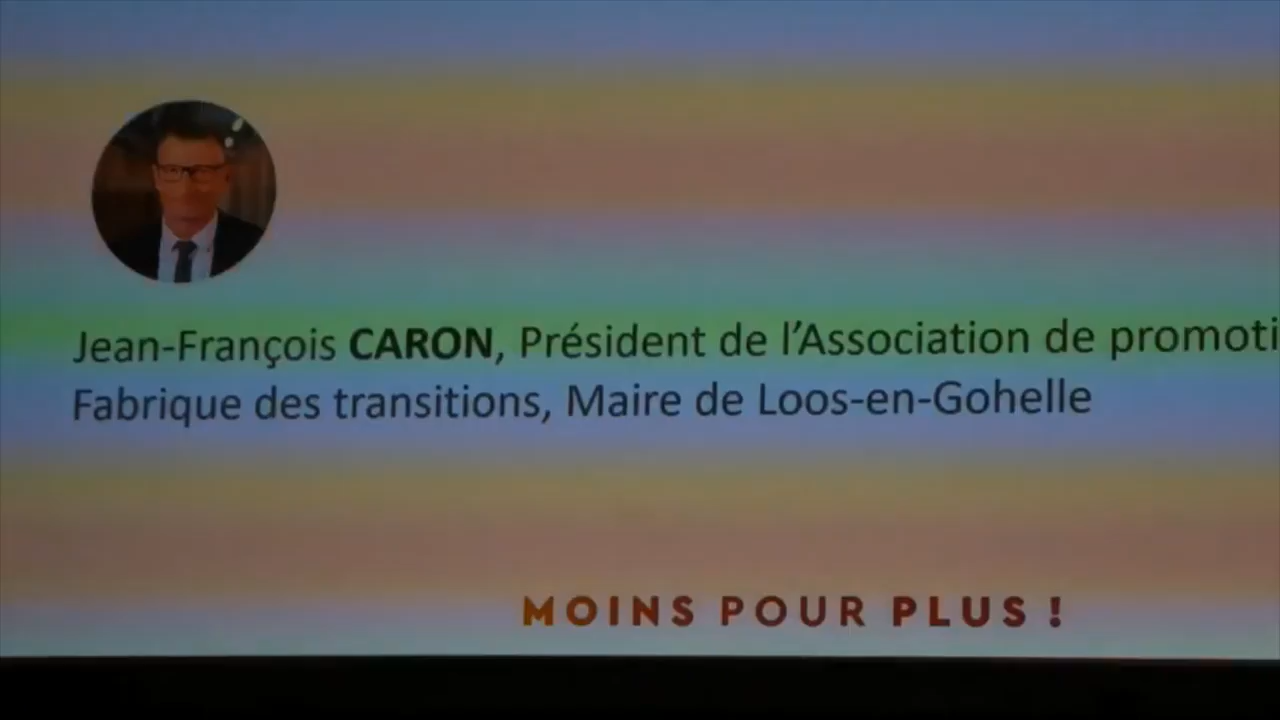 Jean-François CARON, Président de l'Association de promoti
Fabrique des transitions, Maire de Loos-en-Gohelle
MOINS POUR PLUS !